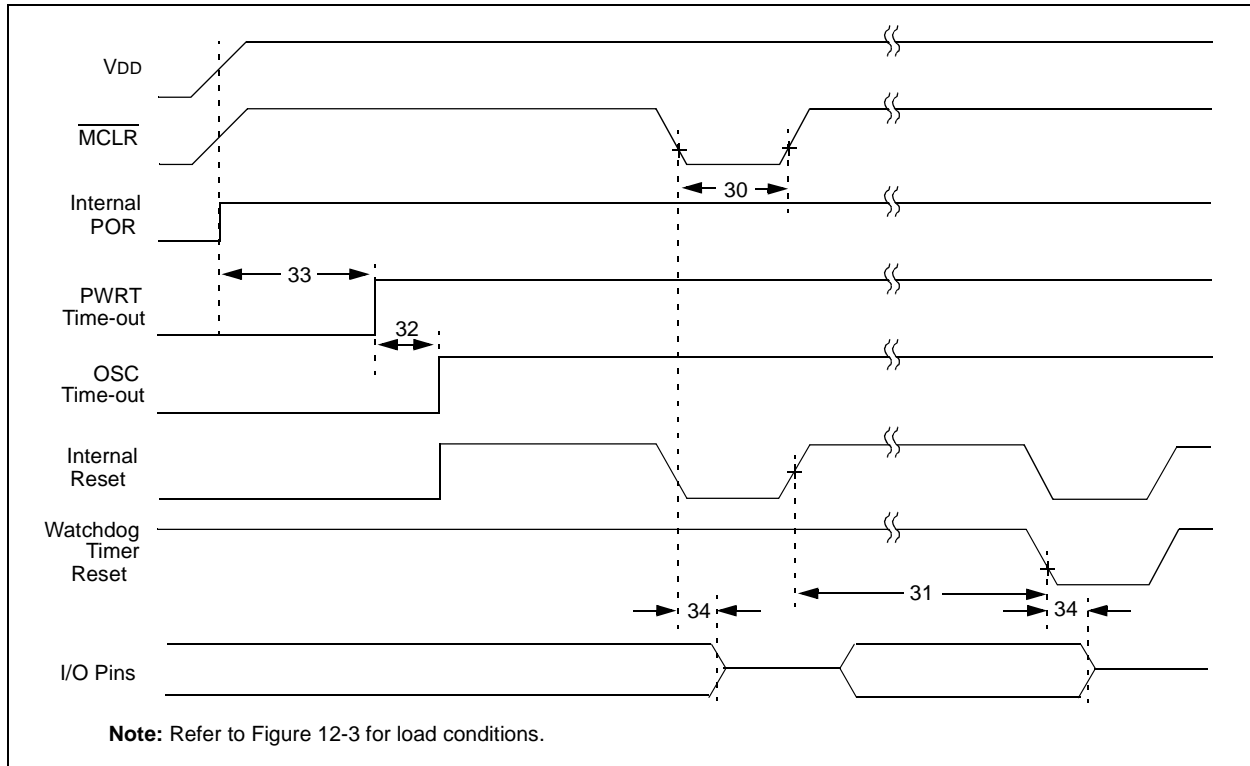 VDD
MCLR
30
Internal
POR
33
PWRT
Time-out
32
OSC
Time-out
Internal
Reset
Watchdog
Timer
Reset
31
34
34
I/O Pins
Note: Refer to Figure 12-3 for load conditions.